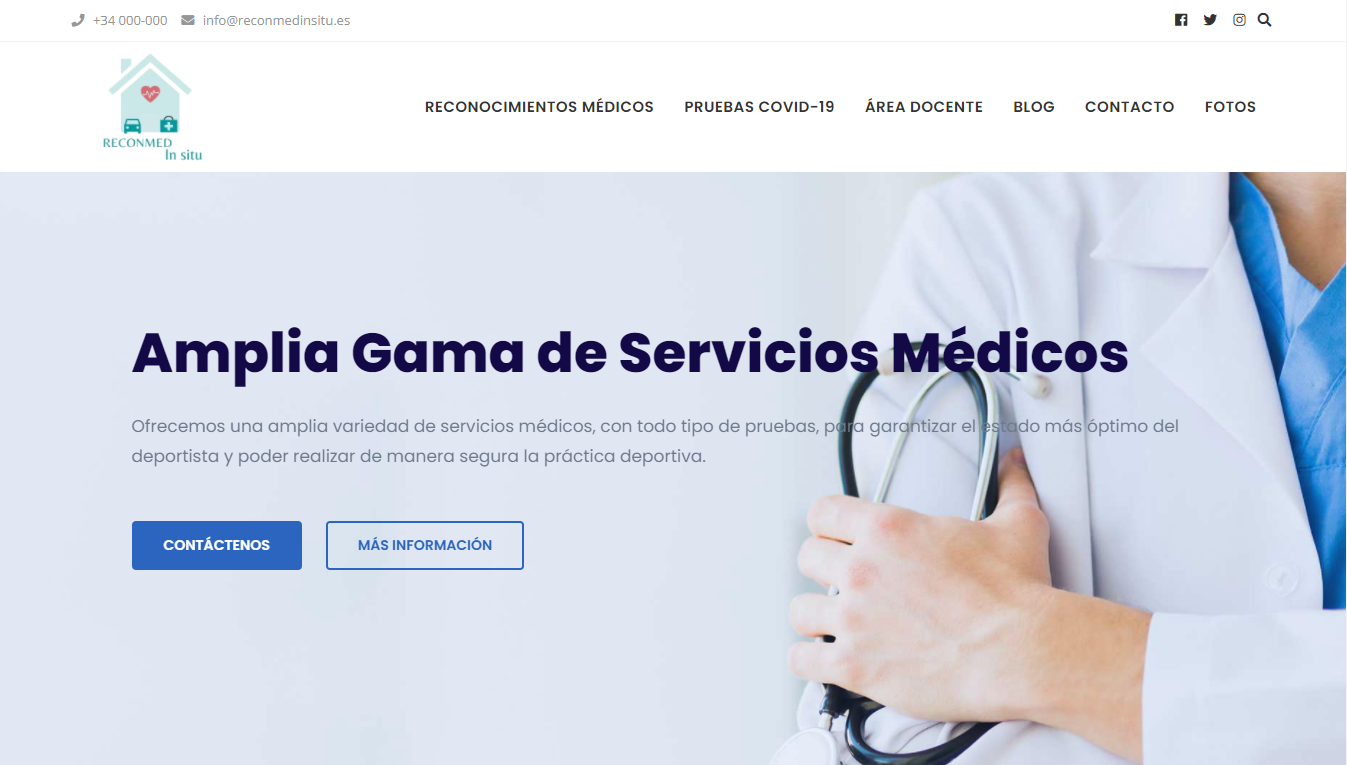 +34 000-000 info@reconmedinsitu.es
RECONMED
In situ
RECONOCIMIENTOS MÉDICOS PRUEBAS COVID-19 ÁREA DOCENTE BLOG CONTACTO FOTOS
Amplia Gama de Servicios Médicos
Ofrecemos una amplia variedad de servicios médicos, con todo tipo de pruebas, para garantizar el estado más óptimo del
deportista y poder realizar de manera segura la práctica deportiva.
CONTÁCTENOS MÁS INFORMACIÓN